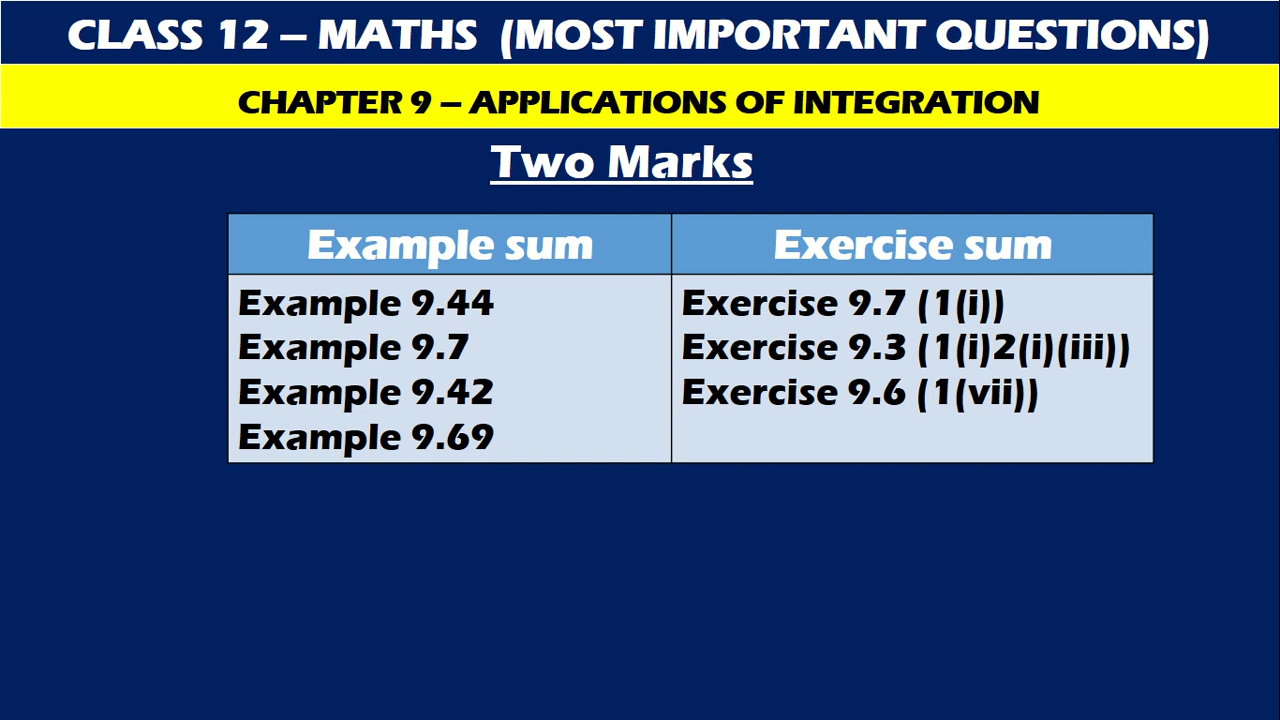 CLASS 12 – MATHS (MOST IMPORTANT QUESTIONS)
CHAPTER 9 – APPLICATIONS OF INTEGRATION
Two Marks
Example sum
Exercise sum
Example 9.44
Exercise 9.7 (1(i))
Example 9.7
Exercise 9.3 (1(i)2(i)(iii))
Example 9.42
Exercise 9.6 (1(vii))
Example 9.69